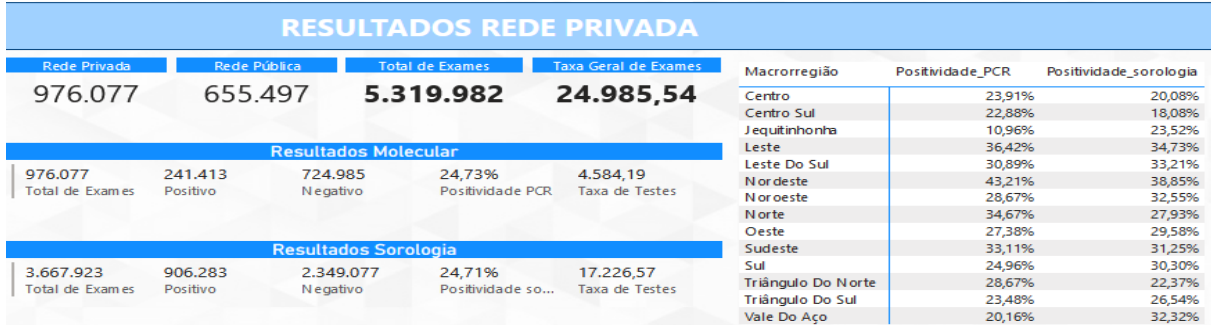 RESULTADOS REDE PRIVADA
Rede Privada Rede Pública Total de Exames Taxa Geral de Exames
976.077 655.497 5.319.982 24.985,54
Resultados Molecular
976.077 241.413 724.985 24,73% 4.584,19
Total de Exames Positivo Negativo Positividade PCR Taxa de Testes
Resultados Sorologia
3.667.923 906.283 2.349.077 24,71% 17.226,57
Total de Exames Positivo Negativo Positividade so... Taxa de Testes
Macrorregião Positividade_PCR Positividade_sorologia
Centro 23,91% 20,08%
Centro Sul 22,88% 18,08%
Jequitinhonha 10,96% 23,52%
Leste 36,42% 34,73%
Leste Do Sul 30,89% 33,21%
Nordeste 43,21% 38,85%
Noroeste 28,67% 32,55%
Norte 34,67% 27,93%
Oeste 27,38% 29,58%
Sudeste 33,11% 31,25%
Sul 24,96% 30,30%
Triângulo Do Norte 28,67% 22,37%
Triângulo Do Sul 23,48% 26,54%
Vale Do Aço 20,16% 32,32%